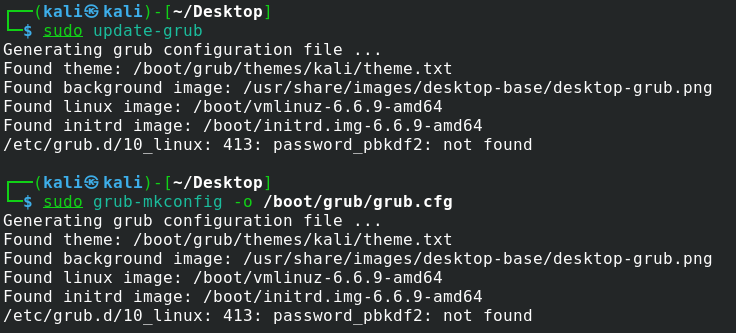 ┌──(kali㉿kali)-[~/Desktop]
└─$ sudo update-grub
Generating grub configuration file ...
Found theme: /boot/grub/themes/kali/theme.txt
Found background image: /usr/share/images/desktop-base/desktop-grub.png
Found linux image: /boot/vmlinuz-6.6.9-amd64
Found initrd image: /boot/initrd.img-6.6.9-amd64
/etc/grub.d/10_linux: 413: password_pbkdf2: not found
┌──(kali㉿kali)-[~/Desktop]
└─$ sudo grub-mkconfig -o /boot/grub/grub.cfg
Generating grub configuration file ...
Found theme: /boot/grub/themes/kali/theme.txt
Found background image: /usr/share/images/desktop-base/desktop-grub.png
Found linux image: /boot/vmlinuz-6.6.9-amd64
Found initrd image: /boot/initrd.img-6.6.9-amd64
/etc/grub.d/10_linux: 413: password_pbkdf2: not found